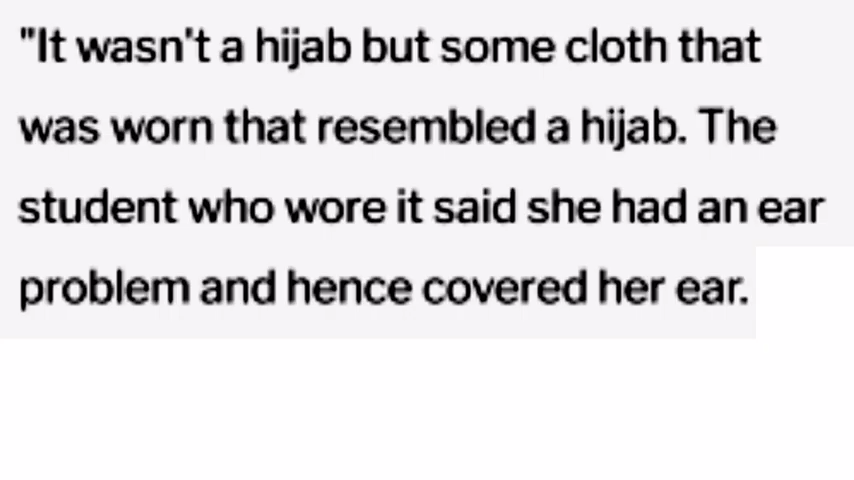 "It wasn't a hijab but some cloth that
was worn that resembled a hijab. The
student who wore it said she had an ear
problem and hence covered her ear.